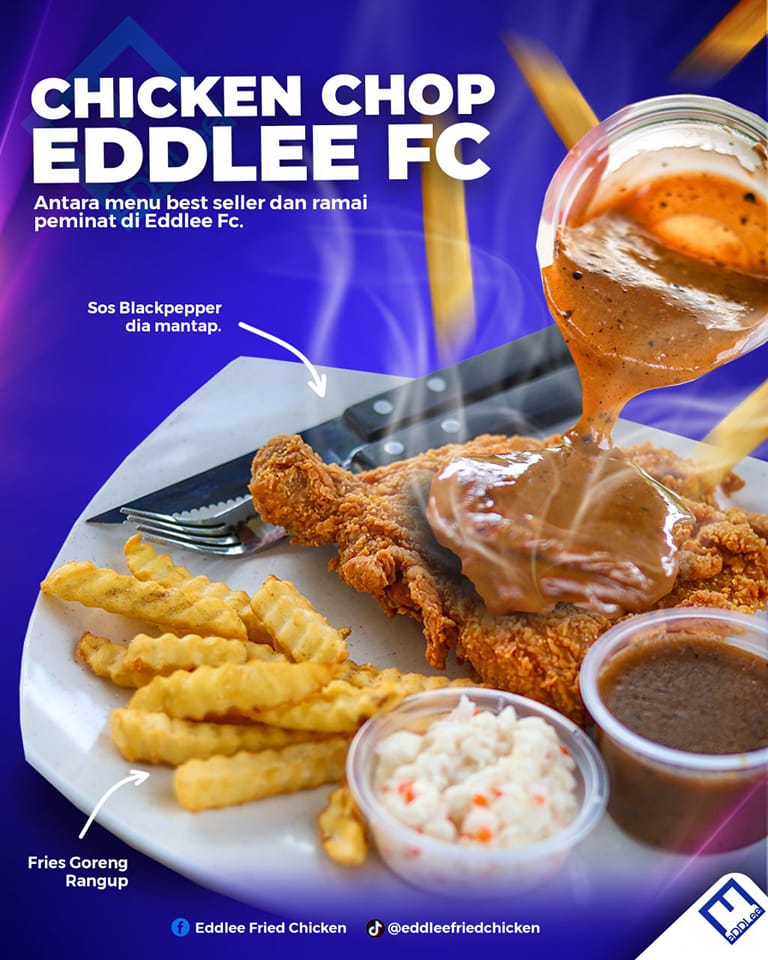 CHICKEN CHOP
EDDLEE FC
Antara menu best seller dan ramai
peminat di Eddlee Fc.
Sos Blackpepper
dia mantap.
Fries Goreng
Rangup
Eddlee Fried Chicken
@eddleefriedchicken
eDDLee